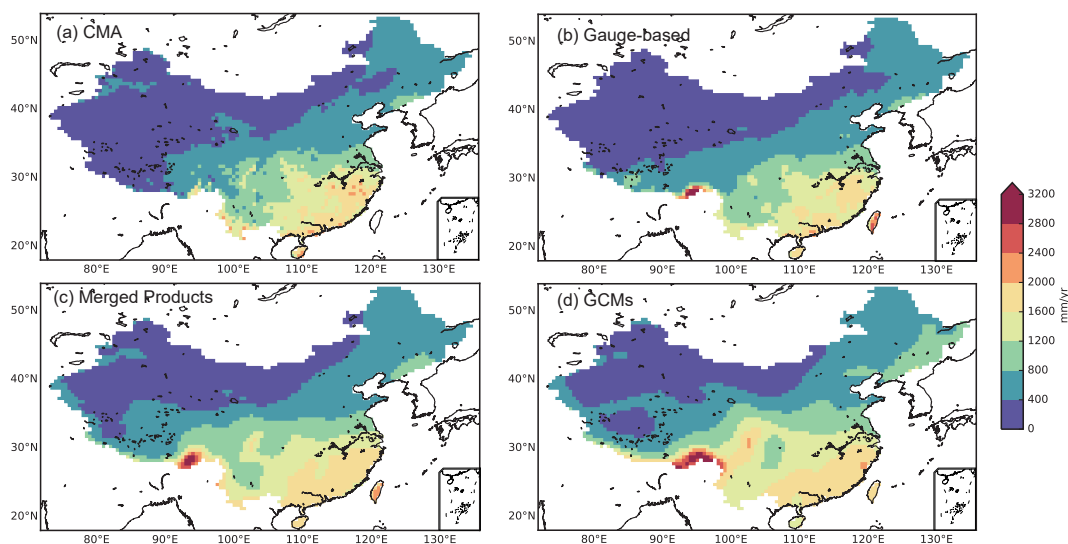 (a) CMA
(b) Gauge-based
50°N
50°N
40°N
40°N
30°N
30°N
20°N
20°N
80°E 90°E 100°E 110°E 120°E 130°E
80°E 90°E 100°E 110°E 120°E 130°E
(c) Merged Products
(d) GCMs
50°N
50°N
40°N
40°N
30°N
30°N
20°N
20°N
80°E 90°E 100°E 110°E 120°E 130°E
80°E 90°E 100°E 110°E 120°E 130°E
3200
2800
2400
2000
1600
1200
800
400
0
mm/yr